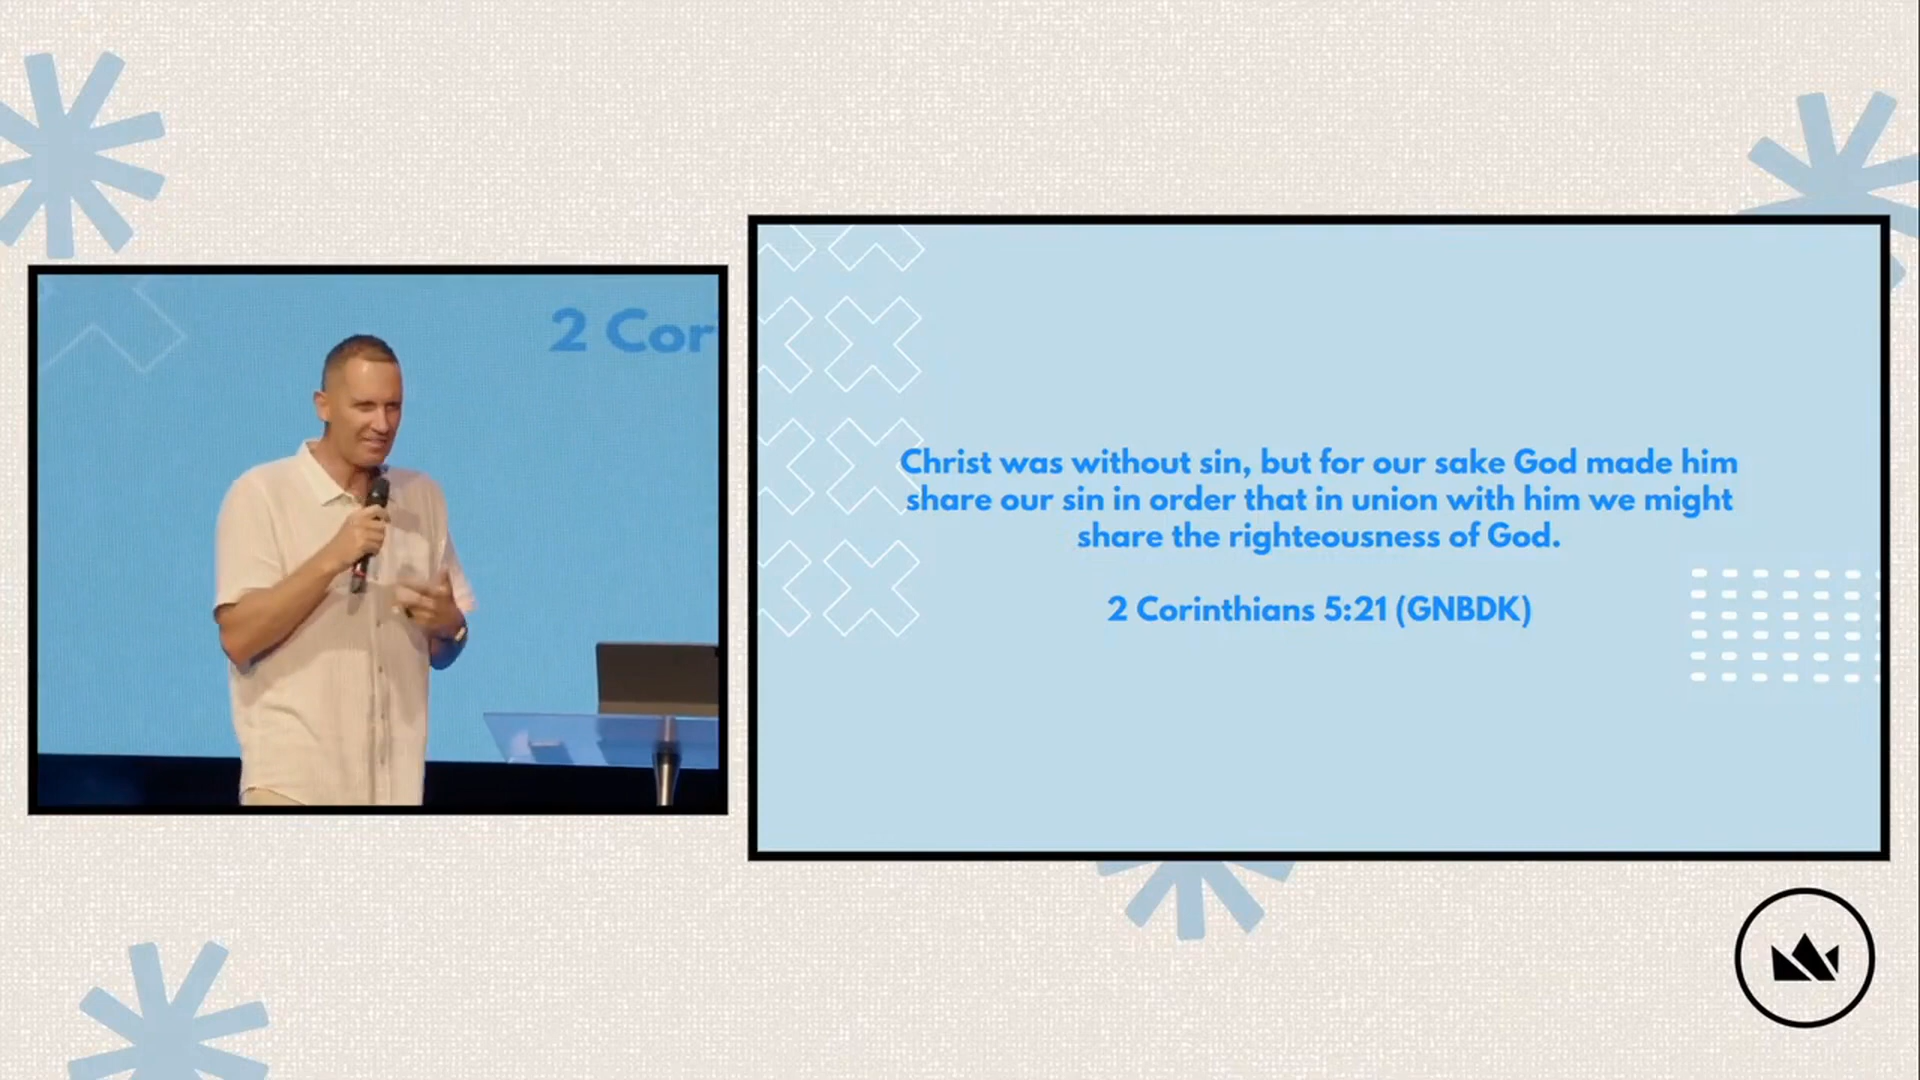 2 Cor
Christ was without sin, but for our sake God made him
share our sin in order that in union with him we might
share the righteousness of God.
2 Corinthians 5:21 (GNBDK)